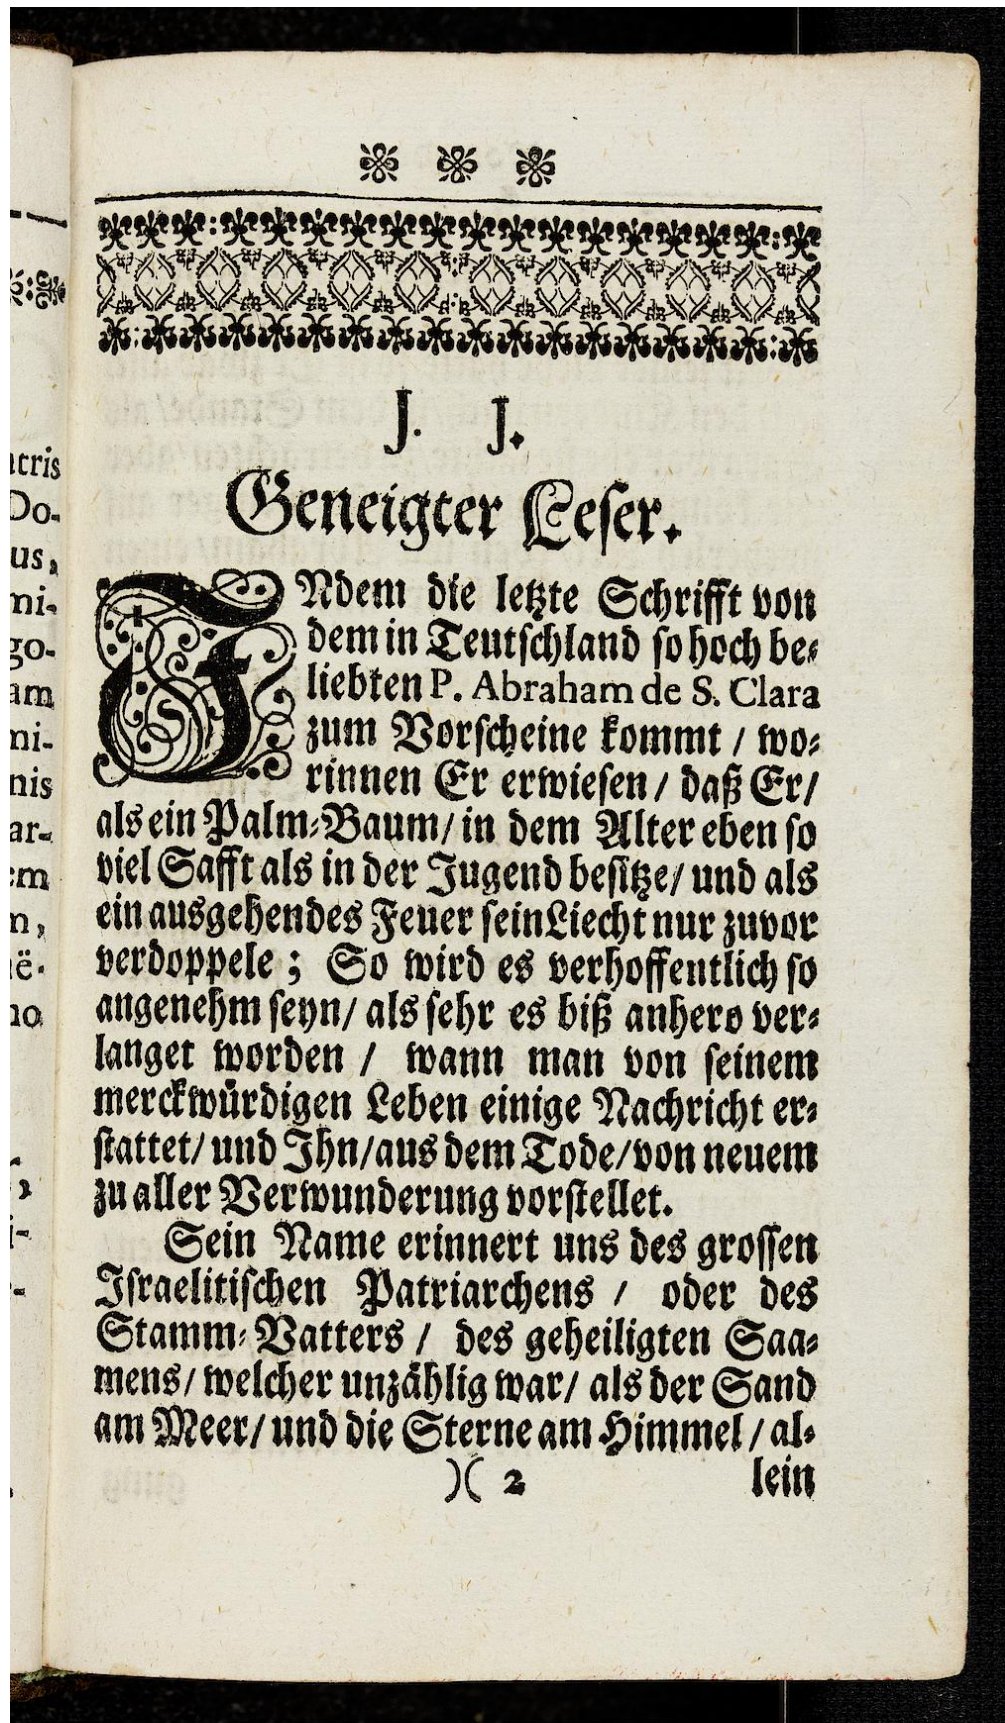 J. J.
Geneigter Leser.
INdem die letzte Schrifft von
dem in Teutschland so hoch be⸗
liebten P. Abraham de S. Clara
zum Vorscheine kommt / wo⸗
rinnen Er erwiesen / daß Er /
als ein Palm⸗Baum / in dem Alter eben so
viel Safft als in der Jugend besitze / und als
ein ausgehendes Feuer sein Liecht nur zuvor
verdoppele ; So wird es verhoffentlich so
angenehm seyn / als sehr es biß anhero ver⸗
langet worden / wann man von seinem
merckwürdigen Leben einige Nachricht er⸗
stattet / und Ihn / aus dem Tode / von neuem
zu aller Verwunderung vorstellet.
Sein Name erinnert uns des grossen
Israelitischen Patriarchens / oder des
Stamm⸗Vatters / des geheiligten Saa⸗
mens / welcher unzählig war / als der Sand
am Meer / und die Sterne am Himmel / al⸗
)( 2 lein